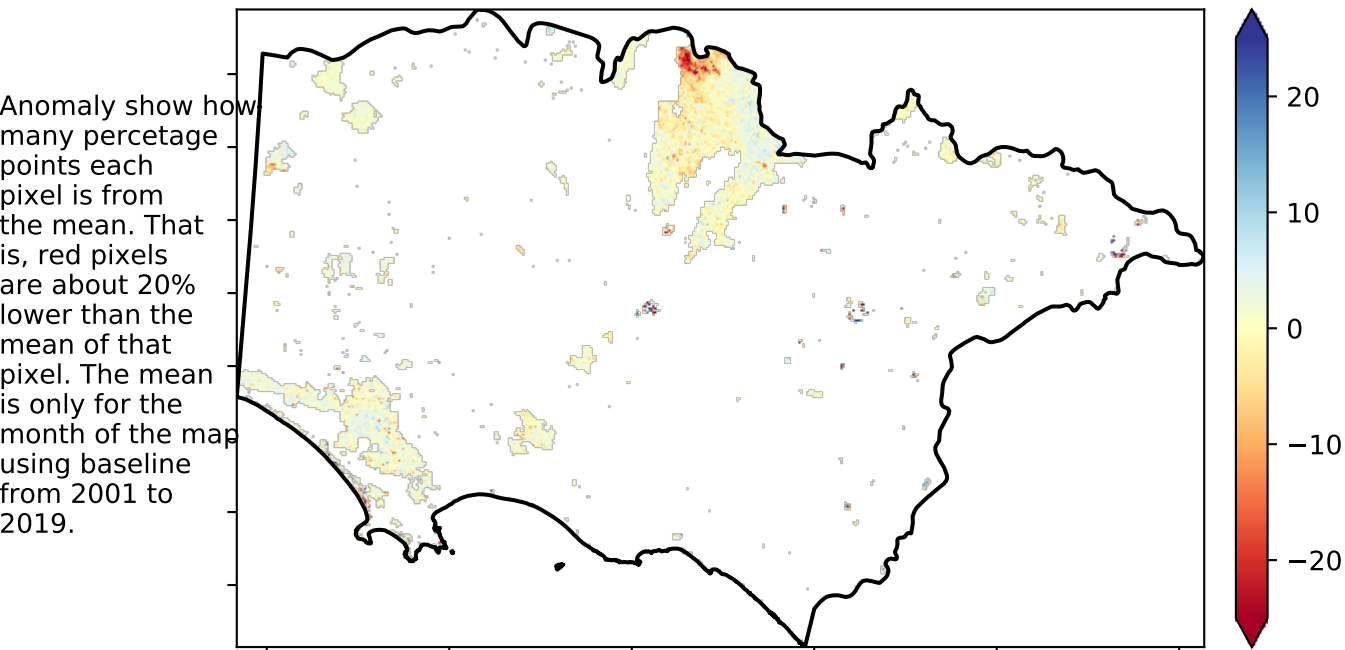 Anomaly show how
many percetage
points each
pixel is from
the mean. That
is, red pixels
are about 20%
lower than the
mean of that
pixel. The mean
is only for the
month of the map
using baseline
from 2001 to
2019.
20
10
0
−10
−20